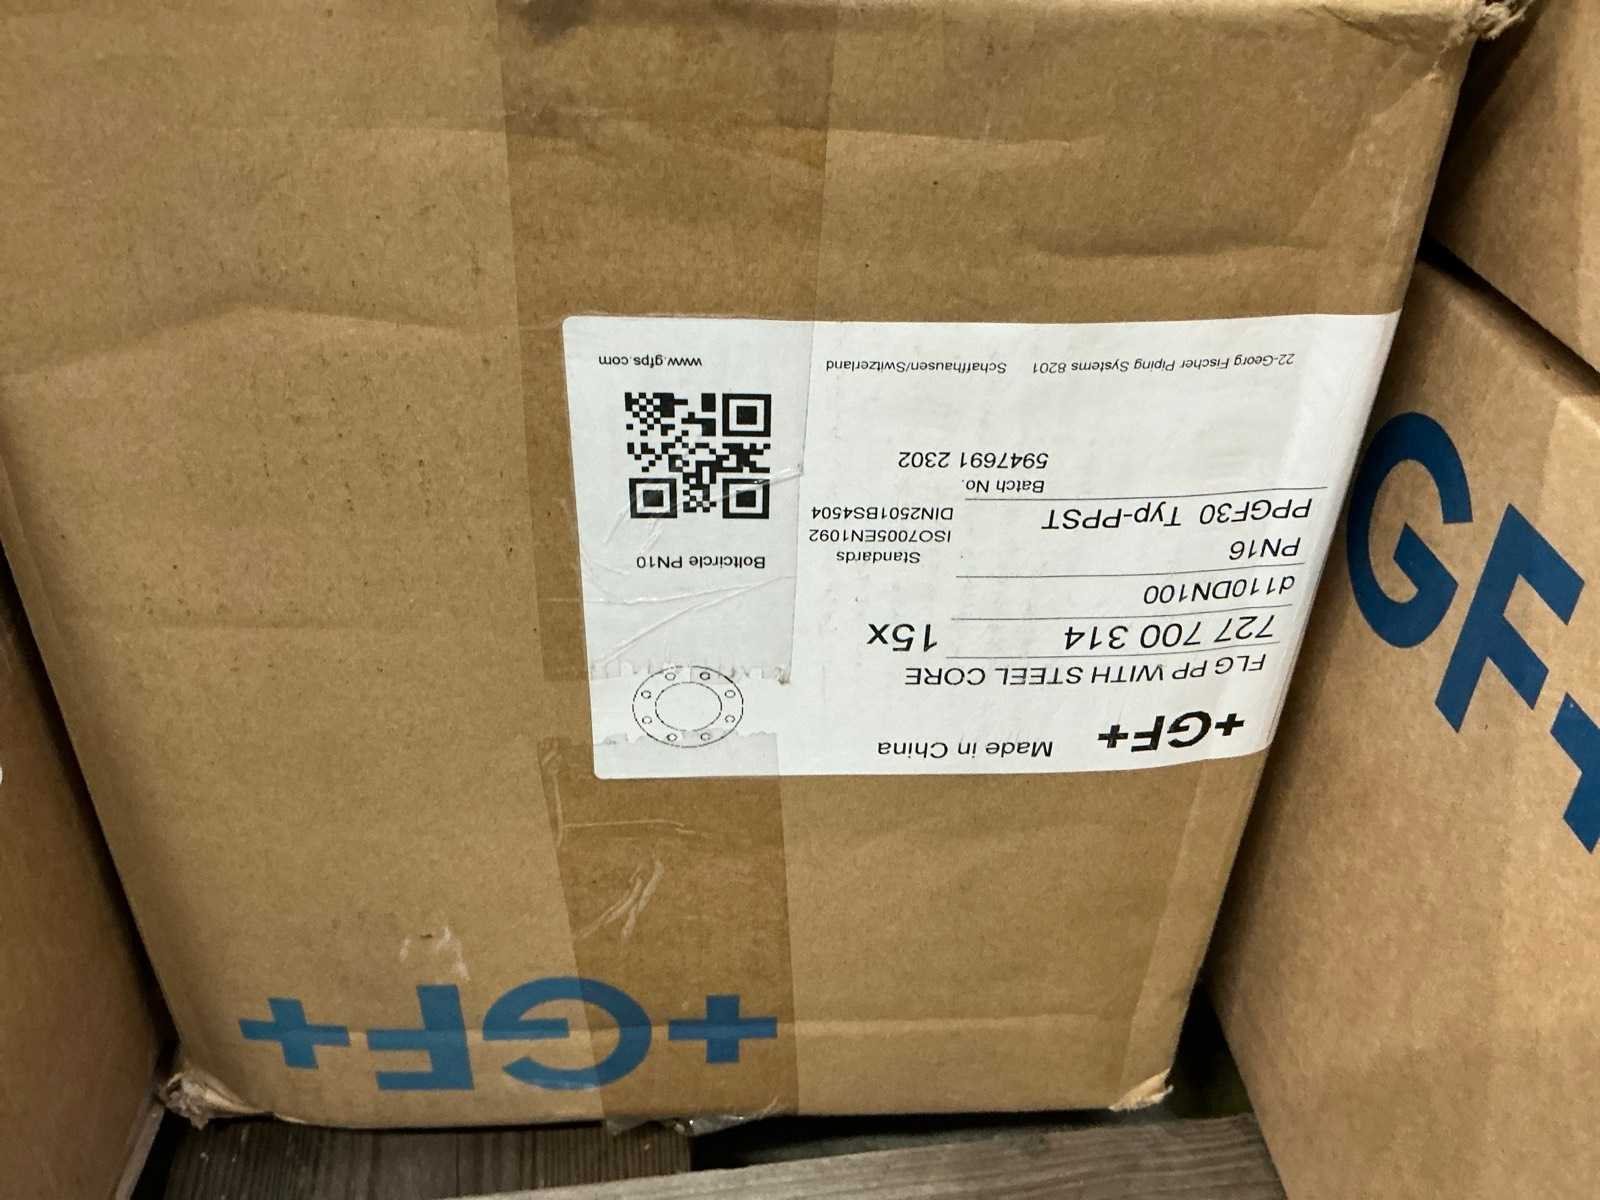 +GF+ Made in China
FLG PP WITH STEEL CORE
727 700 314 15x
d110DN100
PN16
PPGF30 Typ-PPST
Standards
ISO7005EN1092
DIN2501BS4504
Batch No.
5947691 2302
22-Georg Fischer Piping Systems 8201 Schaffhausen/Switzerland
Boltcircle PN10
www.gfps.com
+GF+
GF+